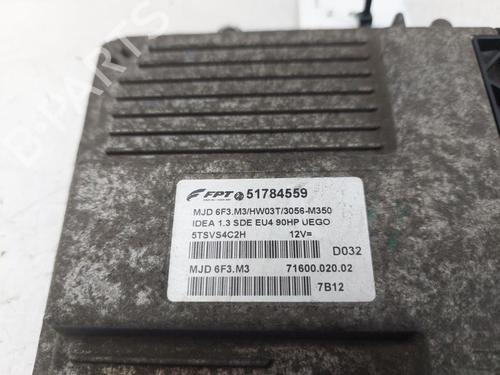 B-PARTS
FPT 51784559
MJD 6F3.M3/HW03T/3056-M350
IDEA 1.3 SDE EU4 90HP UEGO
5TSVS4C2H 12V=
D032
MJD 6F3.M3 71600.020.02
7B12